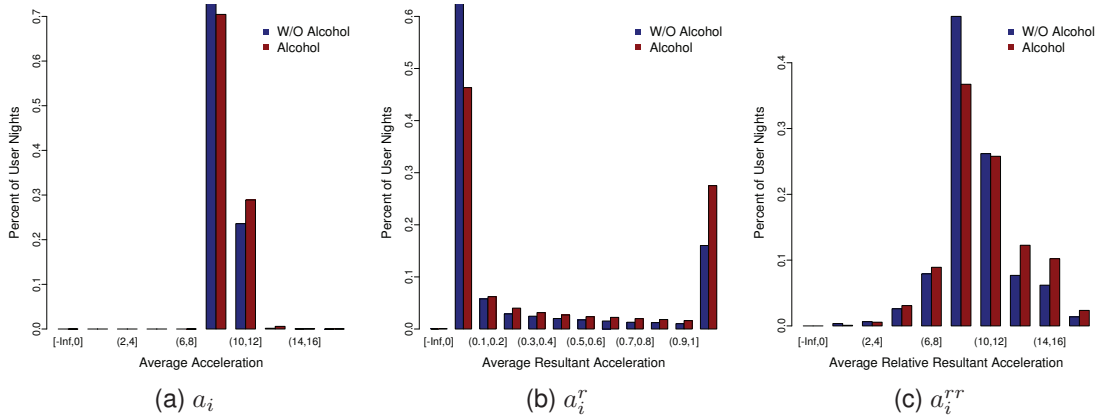 0.0 0.1 0.2 0.3 0.4 0.5 0.6 0.7
Percent of User Nights
W/O Alcohol
Alcohol
[-Inf,0] (2,4] (6,8] (10,12] (14,16]
Average Acceleration
(a) a_i
0.0 0.1 0.2 0.3 0.4 0.5 0.6
Percent of User Nights
W/O Alcohol
Alcohol
[-Inf,0] (0.1,0.2] (0.3,0.4] (0.5,0.6] (0.7,0.8] (0.9,1]
Average Resultant Acceleration
(b) a_i^r
0.0 0.1 0.2 0.3 0.4
Percent of User Nights
W/O Alcohol
Alcohol
[-Inf,0] (2,4] (6,8] (10,12] (14,16]
Average Relative Resultant Acceleration
(c) a_i^{rr}